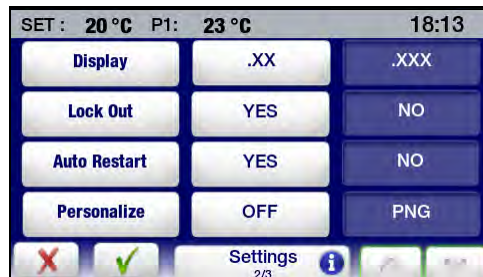 SET : 20 °C P1: 23 °C 18:13
Display .XX .XXX
Lock Out YES NO
Auto Restart YES NO
Personalize OFF PNG
Settings
2/3